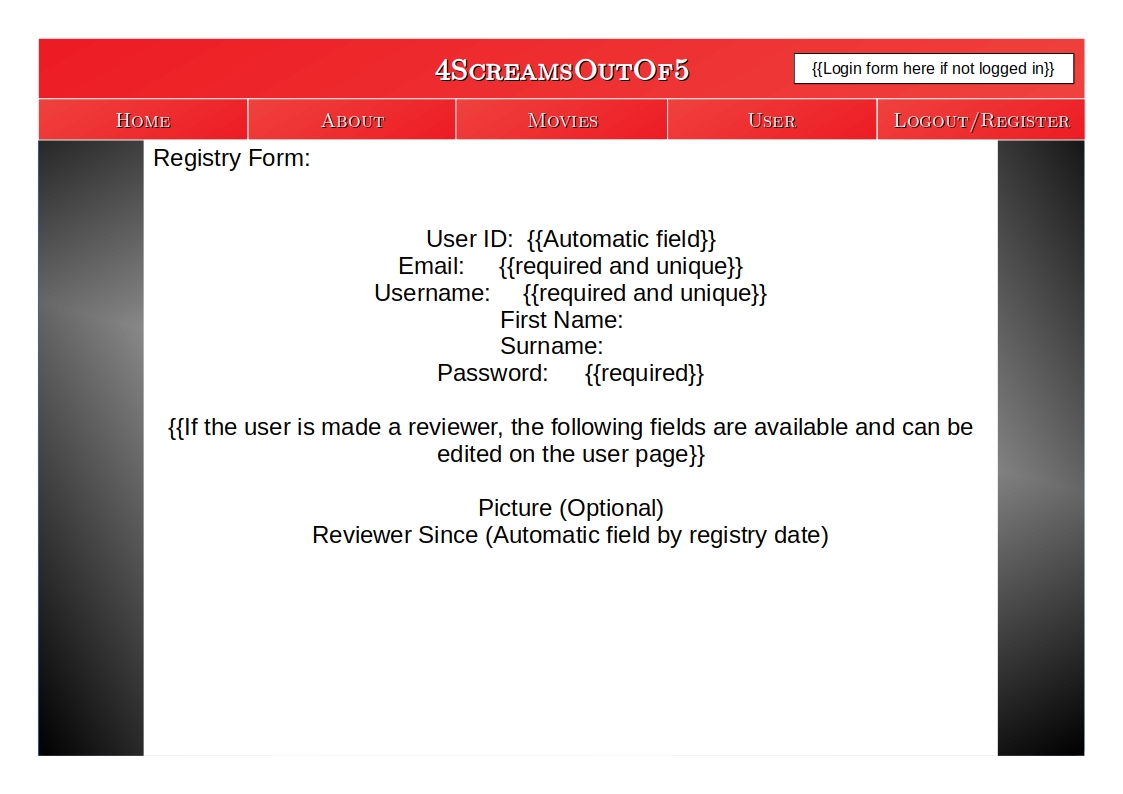 4ScreamsOutOf5
{{Login form here if not logged in}}
Home
About
Movies
User
Logout/Register
Registry Form:
User ID: {{Automatic field}}
Email: {{required and unique}}
Username: {{required and unique}}
First Name:
Surname:
Password: {{required}}
{{If the user is made a reviewer, the following fields are available and can be
edited on the user page}}
Picture (Optional)
Reviewer Since (Automatic field by registry date)